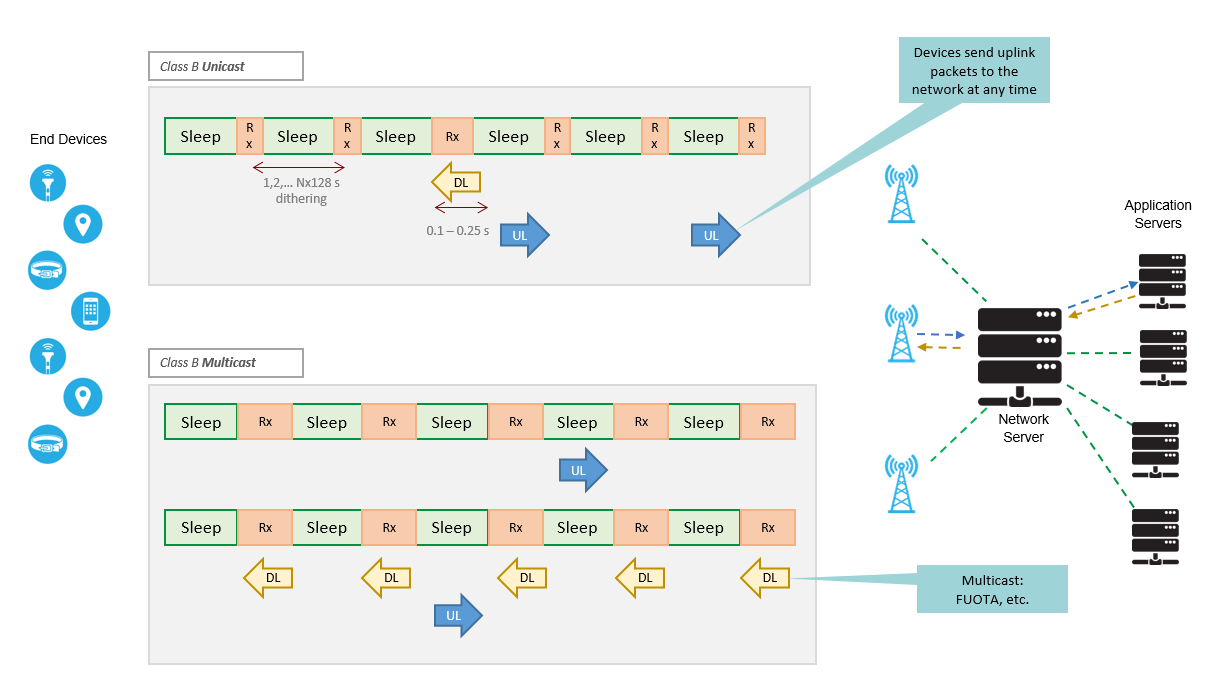 Class B Unicast
Devices send uplink
packets to the
network at any time
End Devices
Sleep
R
x
Sleep
R
x
Sleep
Rx
Sleep
R
x
Sleep
R
x
Sleep
R
x
1,2,… Nx128 s
dithering
DL
0.1 – 0.25 s
UL
UL
Application
Servers
Class B Multicast
Sleep
Rx
Sleep
Rx
Sleep
Rx
Sleep
Rx
Sleep
Rx
UL
Network
Server
Sleep
Rx
Sleep
Rx
Sleep
Rx
Sleep
Rx
Sleep
Rx
DL
DL
DL
DL
DL
UL
Multicast:
FUOTA, etc.